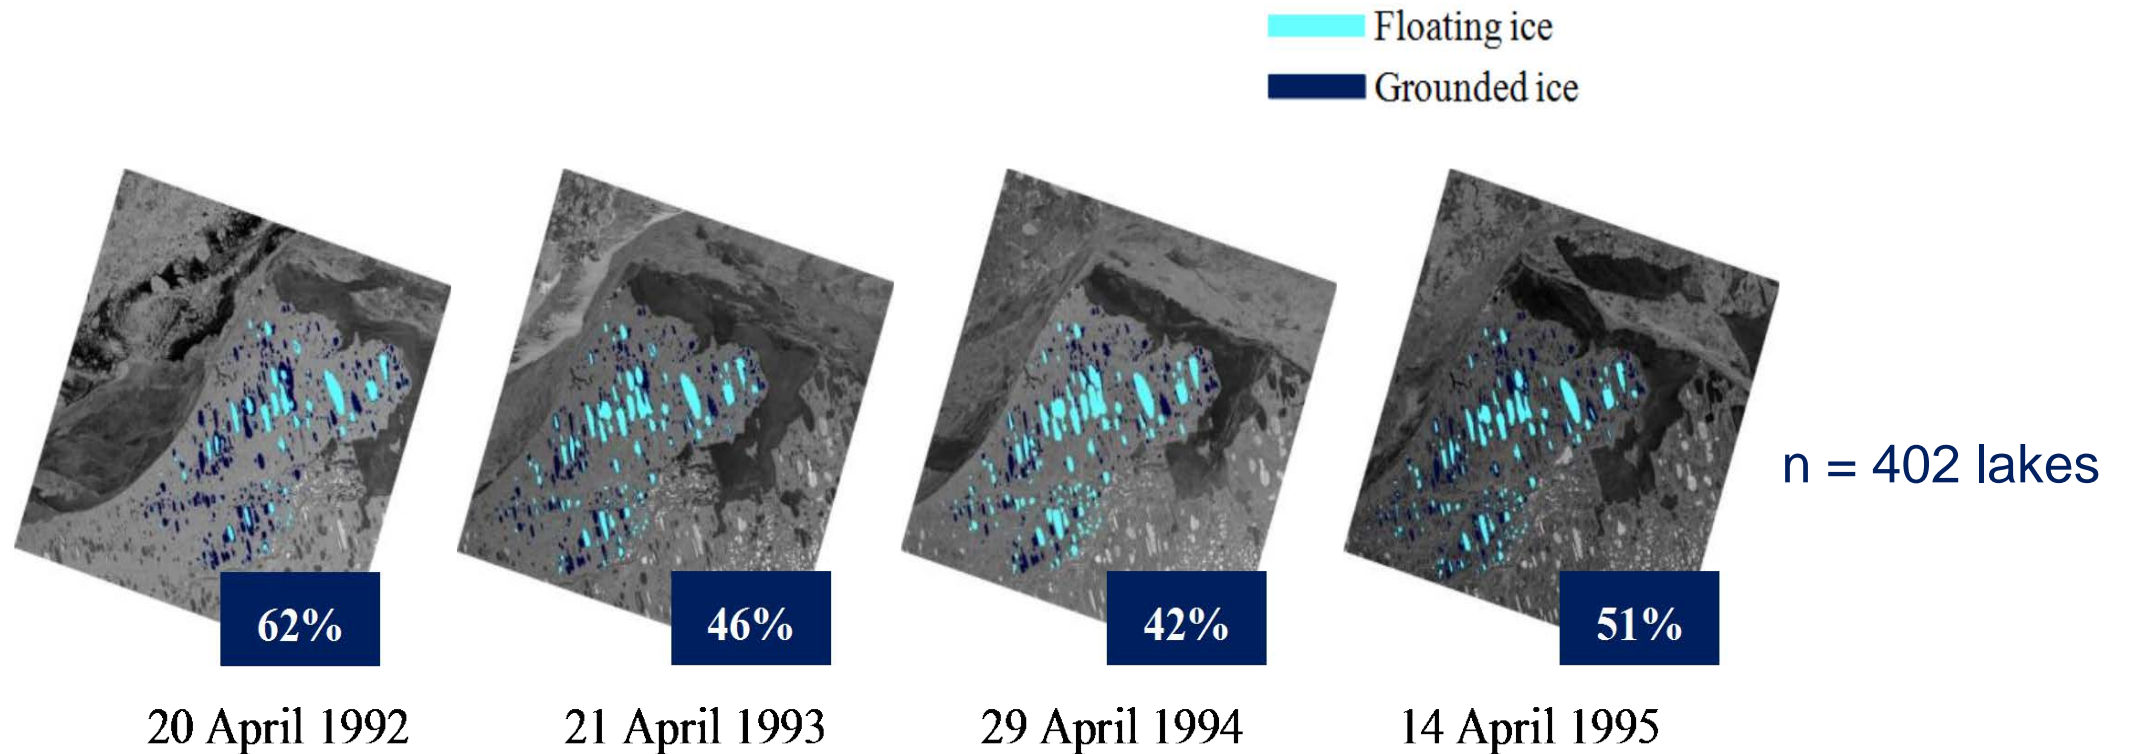 Floating ice
Grounded ice
n = 402 lakes
62%
46%
42%
51%
20 April 1992
21 April 1993
29 April 1994
14 April 1995